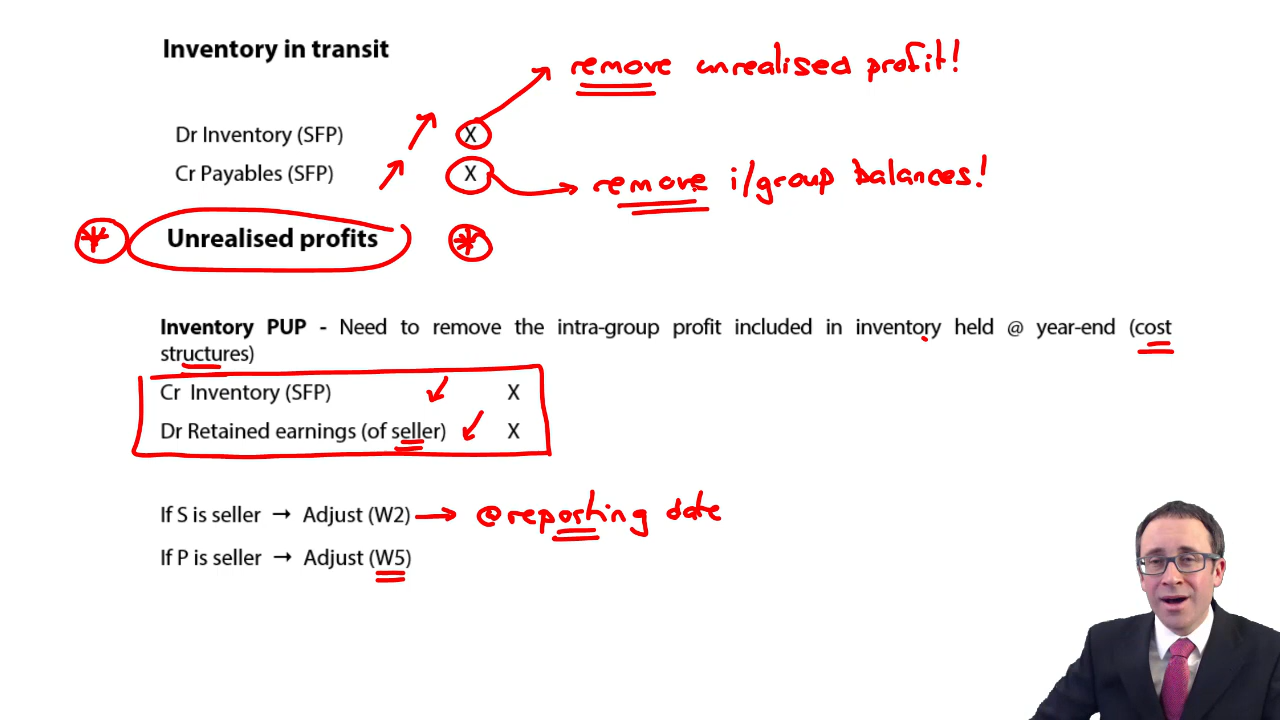 Inventory in transit
remove unrealised profit!
Dr Inventory (SFP) X
Cr Payables (SFP) X
remove i/group balances!
* Unrealised profits *
Inventory PUP - Need to remove the intra-group profit included in inventory held @ year-end (cost
structures)
Cr Inventory (SFP) X
Dr Retained earnings (of seller) X
If S is seller → Adjust (W2) → @reporting date
If P is seller → Adjust (W5)